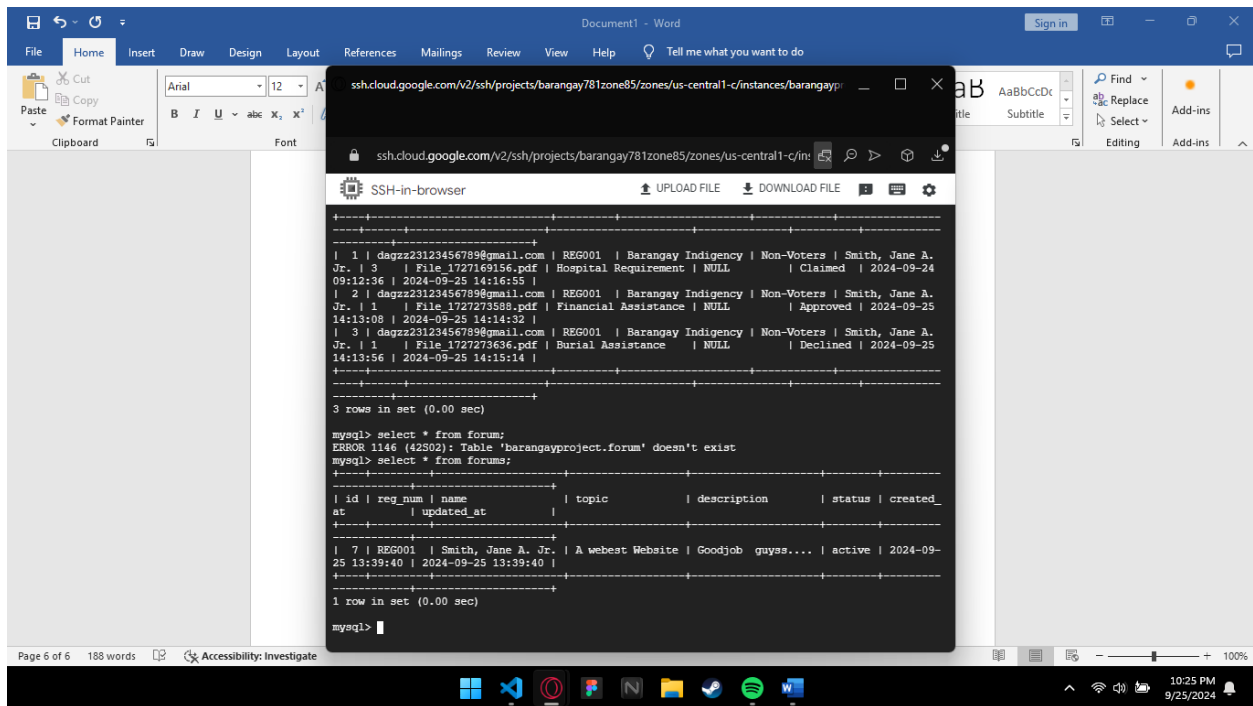 Document1 - Word
Sign in
File Home Insert Draw Design Layout References Mailings Review View Help Tell me what you want to do
Paste
Cut
Copy
Format Painter
Clipboard
Arial 12
B I U abc x, x²
Font
AaBbCcDc
Subtitle
Find
Replace
Select
Editing
Add-ins
Add-ins
ssh.cloud.google.com/v2/ssh/projects/barangay781zone85/zones/us-central1-c/instances/barangaypr
ssh.cloud.google.com/v2/ssh/projects/barangay781zone85/zones/us-central1-c/in:
SSH-in-browser UPLOAD FILE DOWNLOAD FILE
+----+-----------------------------+---------+---------------------+------------+----------------
----+------+---------------------+----------------------+----------------+----------+------------
---------+---------------------+
| 1 | dagzz23123456789@gmail.com | REG001 | Barangay Indigency | Non-Voters | Smith, Jane A.
Jr. | 3 | File_1727169156.pdf | Hospital Requirement | NULL | Claimed | 2024-09-24
09:12:36 | 2024-09-25 14:16:55 |
| 2 | dagzz23123456789@gmail.com | REG001 | Barangay Indigency | Non-Voters | Smith, Jane A.
Jr. | 1 | File_1727273588.pdf | Financial Assistance | NULL | Approved | 2024-09-25
14:13:08 | 2024-09-25 14:14:32 |
| 3 | dagzz23123456789@gmail.com | REG001 | Barangay Indigency | Non-Voters | Smith, Jane A.
Jr. | 1 | File_1727273636.pdf | Burial Assistance | NULL | Declined | 2024-09-25
14:13:56 | 2024-09-25 14:15:14 |
+----+-----------------------------+---------+---------------------+------------+----------------
----+------+---------------------+----------------------+----------------+----------+------------
---------+---------------------+
3 rows in set (0.00 sec)
mysql> select * from forum;
ERROR 1146 (42S02): Table 'barangayproject.forum' doesn't exist
mysql> select * from forums;
+----+---------+--------------------+------------------+--------------------+--------+---------
------------+---------------------+
| id | reg_num | name | topic | description | status | created_
at | updated_at |
+----+---------+--------------------+------------------+--------------------+--------+---------
------------+---------------------+
| 7 | REG001 | Smith, Jane A. Jr. | A webest Website | Goodjob guyss.... | active | 2024-09-
25 13:39:40 | 2024-09-25 13:39:40 |
+----+---------+--------------------+------------------+--------------------+--------+---------
------------+---------------------+
1 row in set (0.00 sec)
mysql>
Page 6 of 6 188 words Accessibility: Investigate 100%
10:25 PM
9/25/2024